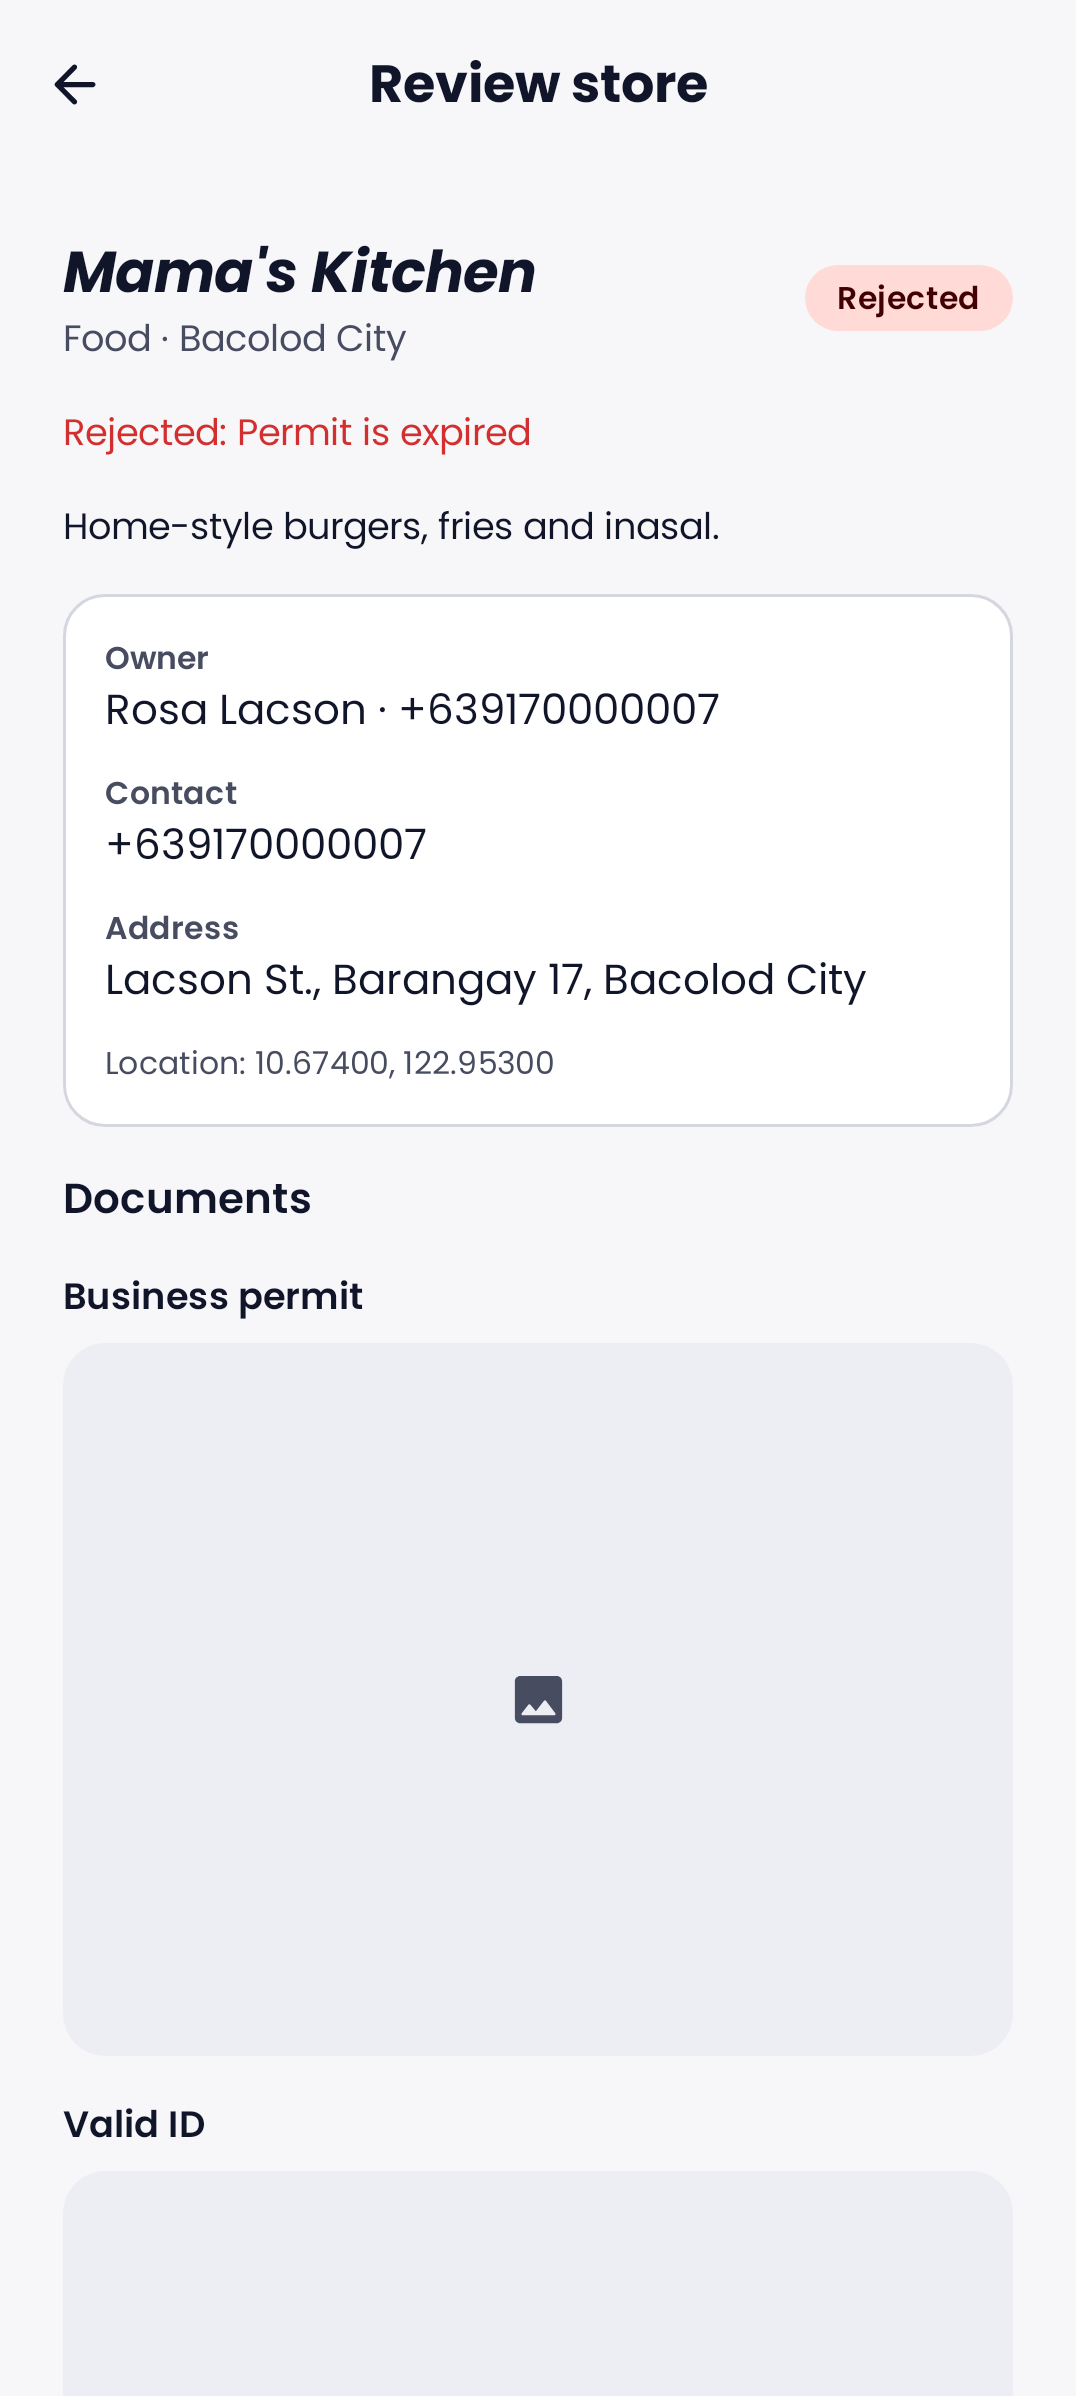 Review store
Mama's Kitchen
Rejected
Food · Bacolod City
Rejected: Permit is expired
Home-style burgers, fries and inasal.
Owner
Rosa Lacson · +639170000007
Contact
+639170000007
Address
Lacson St., Barangay 17, Bacolod City
Location: 10.67400, 122.95300
Documents
Business permit
Valid ID